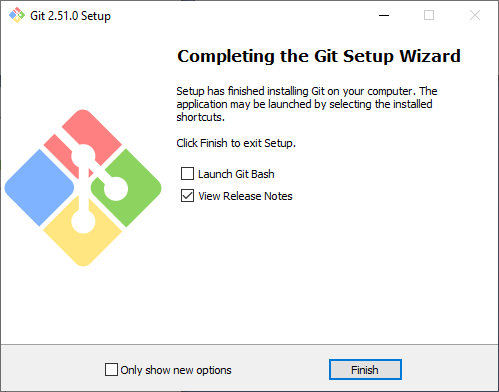 Git 2.51.0 Setup
Completing the Git Setup Wizard
Setup has finished installing Git on your computer. The
application may be launched by selecting the installed
shortcuts.
Click Finish to exit Setup.
Launch Git Bash
View Release Notes
Only show new options
Finish